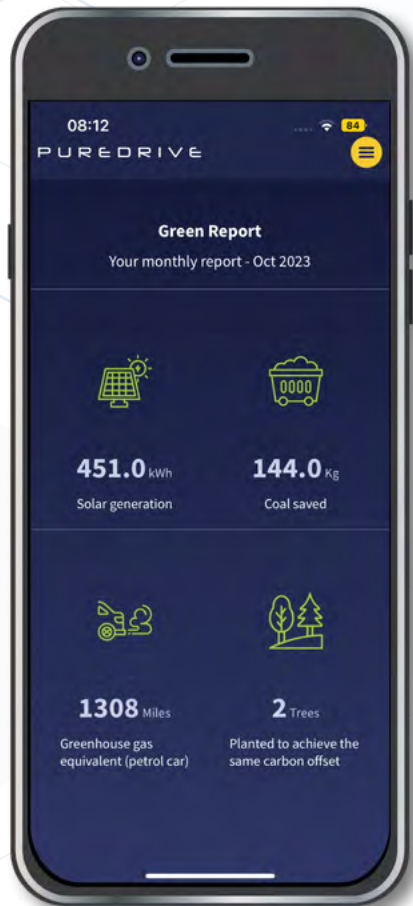 08:12
84
PUREDRIVE
Green Report
Your monthly report - Oct 2023
0000
451.0 kWh
144.0 Kg
Solar generation
Coal saved
1308 Miles
2 Trees
Greenhouse gas
equivalent (petrol car)
Planted to achieve the
same carbon offset